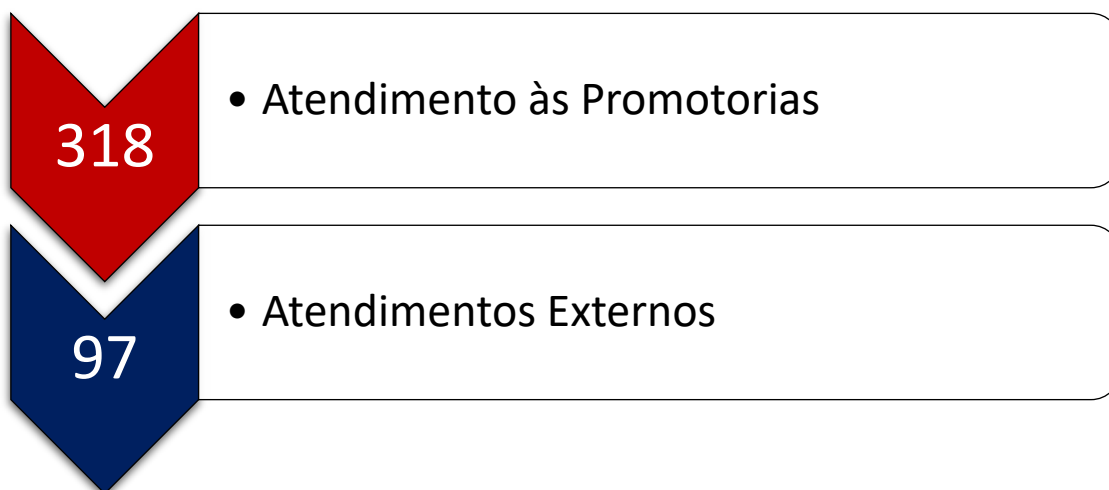 318
• Atendimento às Promotorias
97
• Atendimentos Externos